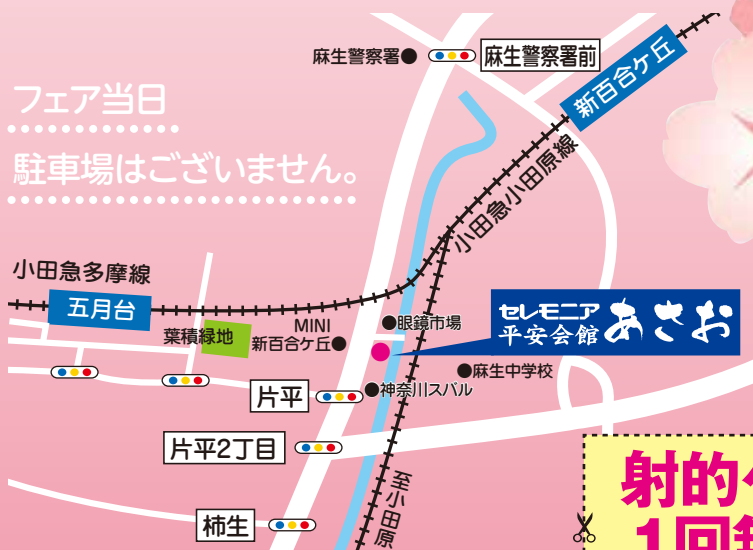 麻生警察署
麻生警察署前
新百合ケ丘
フェア当日
駐車場はございません。
小田急小田原線
小田急多摩線
五月台
葉積緑地
MINI
新百合ケ丘
眼鏡市場
セレモニア
平安会館
あさお
麻生中学校
片平
神奈川スバル
片平2丁目
至小田原
柿生
射的
1回